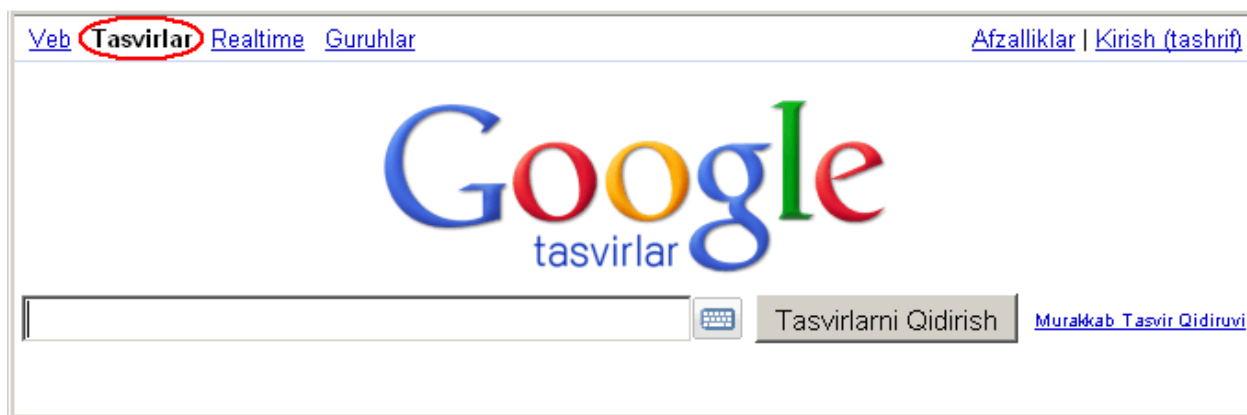 Veb Tasvirlar Realtime Guruhlar Afzalliklar | Kirish (tashrif)
Google
tasvirlar
Tasvirlarni Qidirish Murakkab Tasvir Qidiruvi